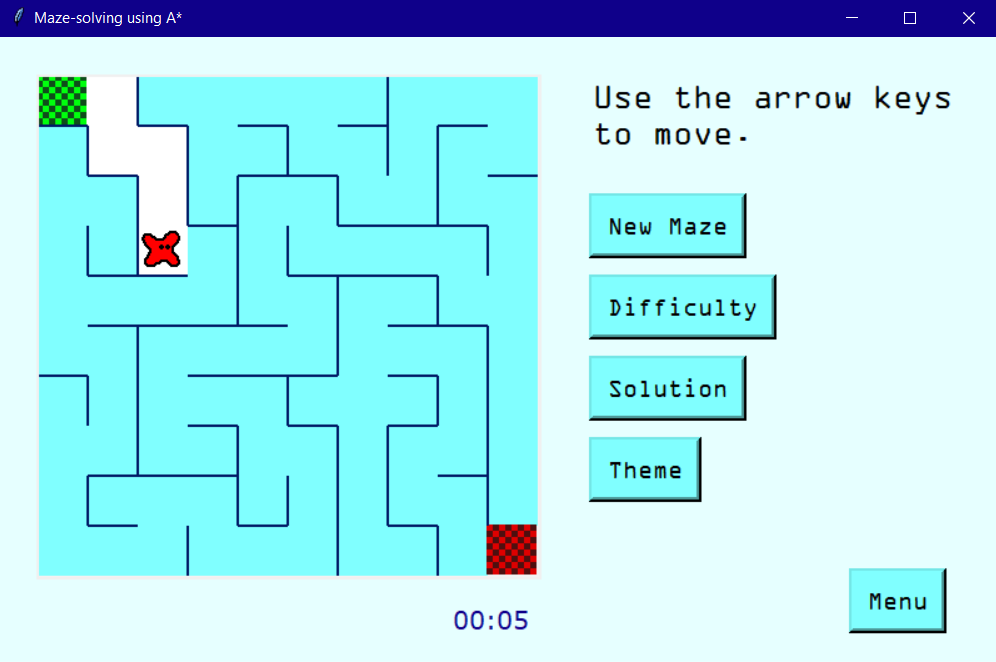 Maze-solving using A*
Use the arrow keys
to move.
New Maze
Difficulty
Solution
Theme
00:05
Menu